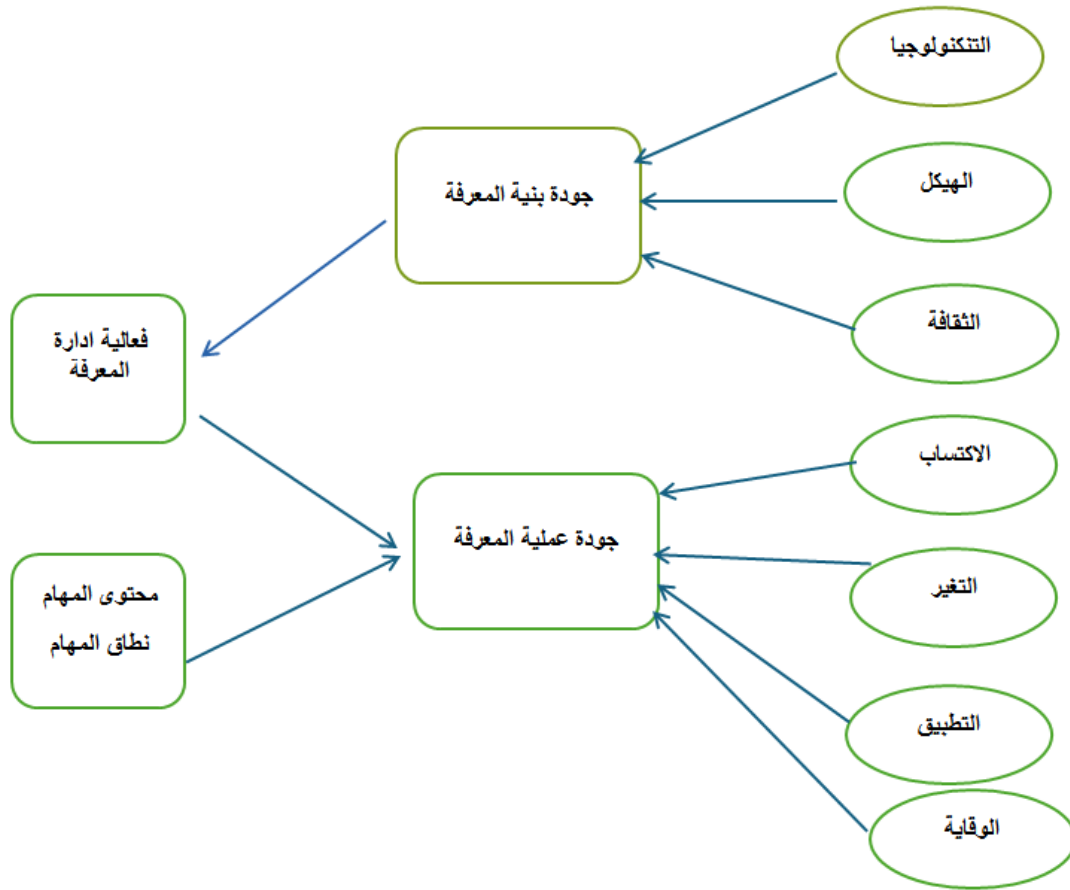 التنكنولوجيا
الهيكل
الثقافة
جودة بنية المعرفة
فعالية ادارة
المعرفة
الاكتساب
التغير
التطبيق
الوقاية
جودة عملية المعرفة
محتوى المهام
نطاق المهام